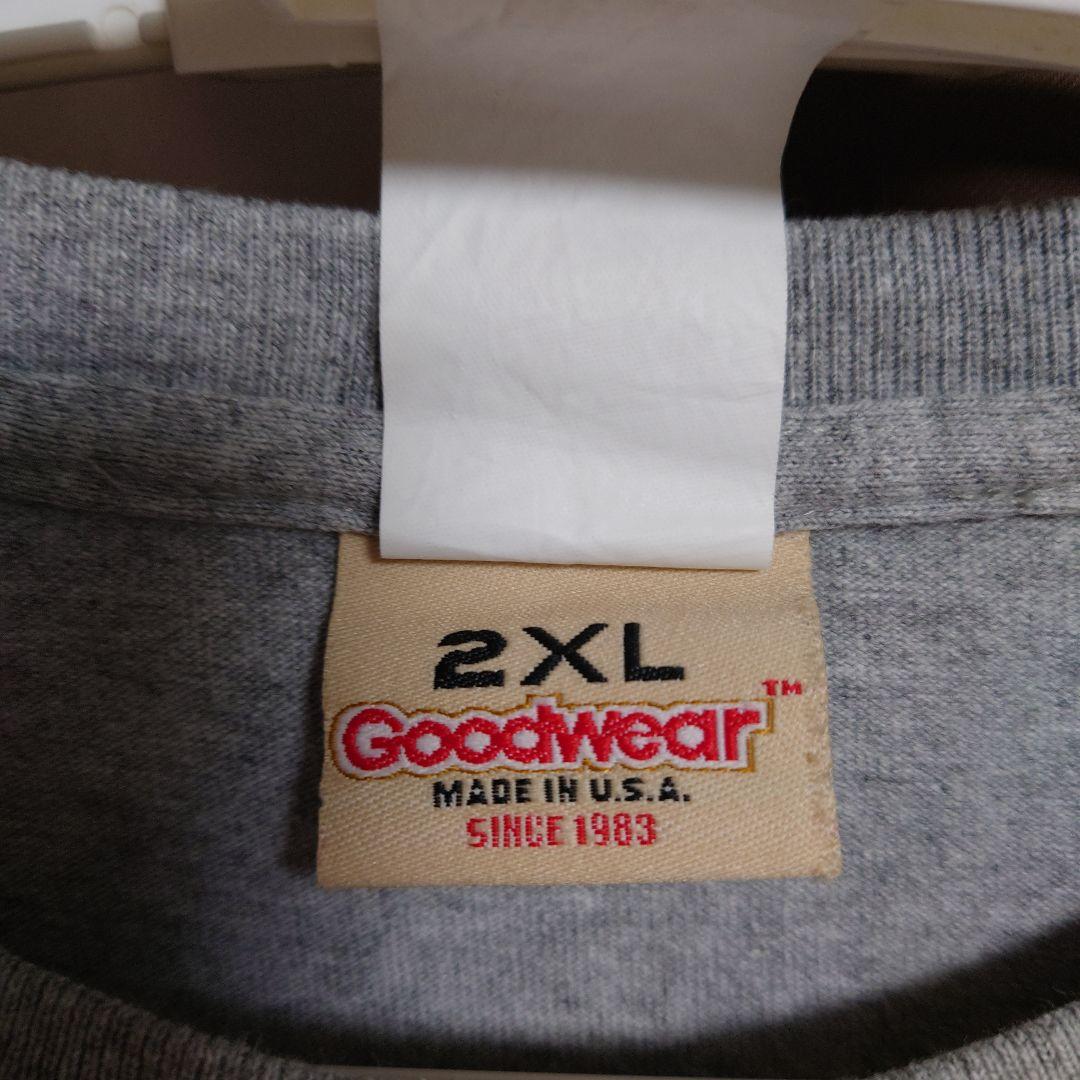 2XL
Goodwear™
MADE IN U.S.A.
SINCE 1983